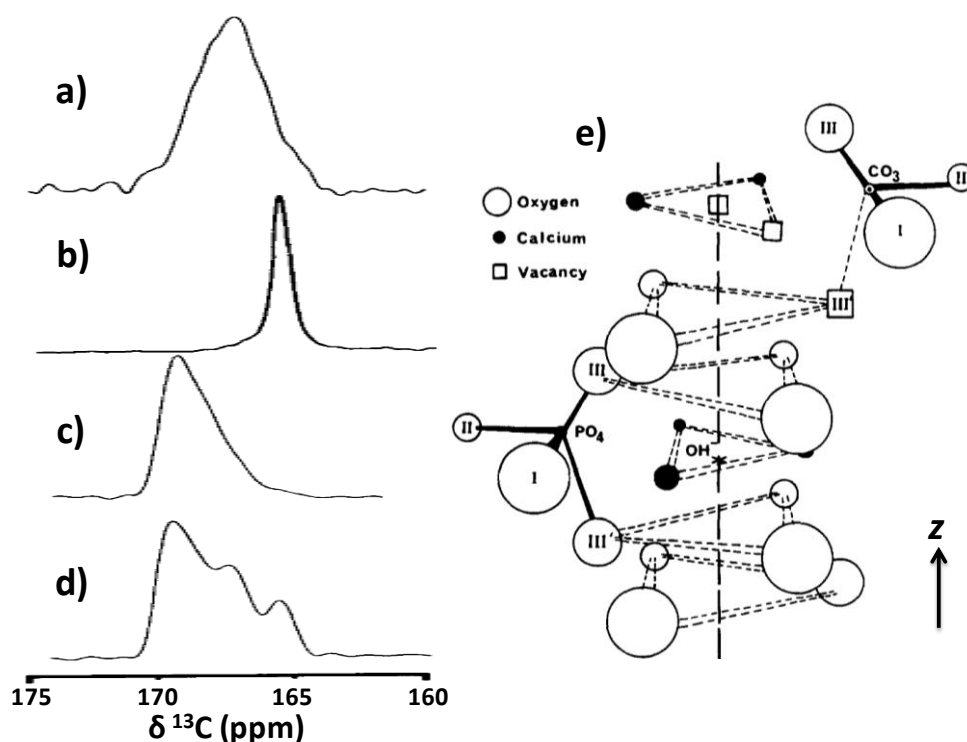 a)
b)
c)
d)
175
170
165
160
δ ¹³C (ppm)
e)
Oxygen
Calcium
Vacancy
III
CO₃
II
I
III'
III
II
PO₄
I
OH
III'
z